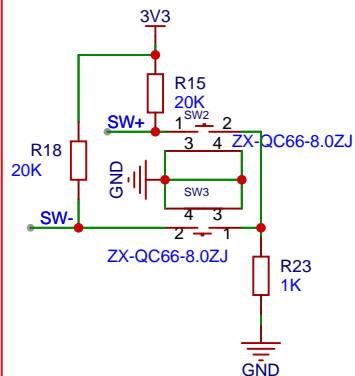 3V3
R15
20K
SW+
SW2
1
2
ZX-QC66-8.0ZJ
3
4
R18
20K
GND
SW3
SW-
4
3
2
1
ZX-QC66-8.0ZJ
R23
1K
GND